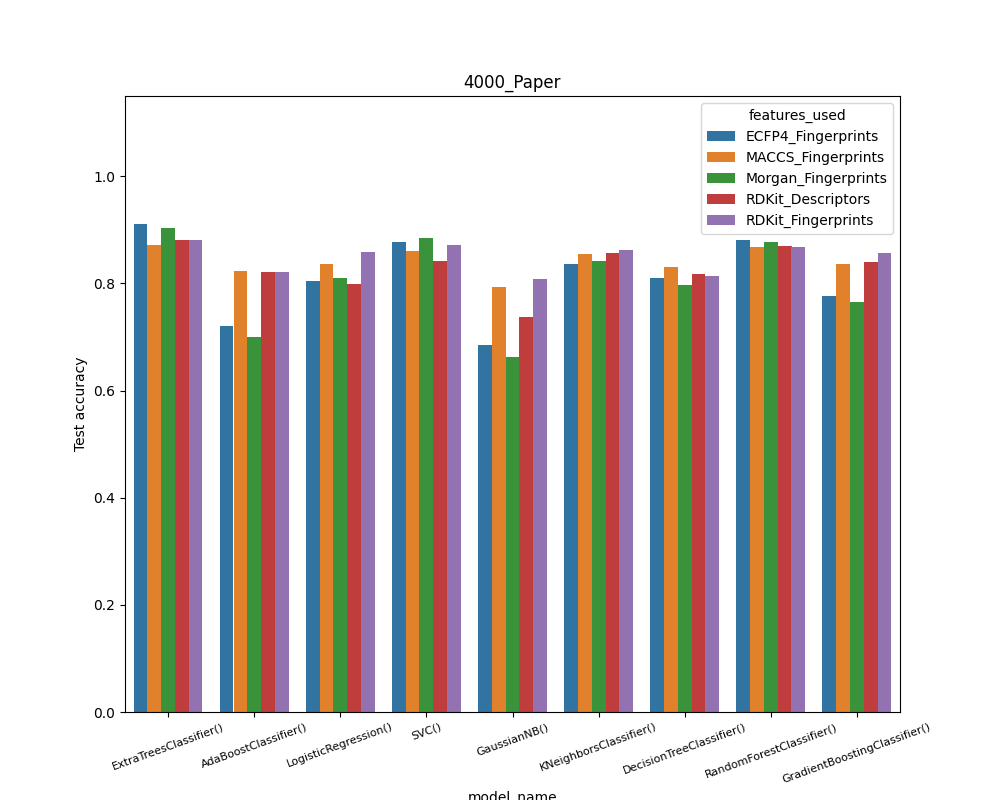 4000_Paper
features_used
ECFP4_Fingerprints
MACCS_Fingerprints
Morgan_Fingerprints
RDKit_Descriptors
RDKit_Fingerprints
1.0
0.8
0.6
0.4
0.2
0.0
Test accuracy
ExtraTreesClassifier()
AdaBoostClassifier()
LogisticRegression()
SVC()
GaussianNB()
KNeighborsClassifier()
DecisionTreeClassifier()
RandomForestClassifier()
GradientBoostingClassifier()
model_name